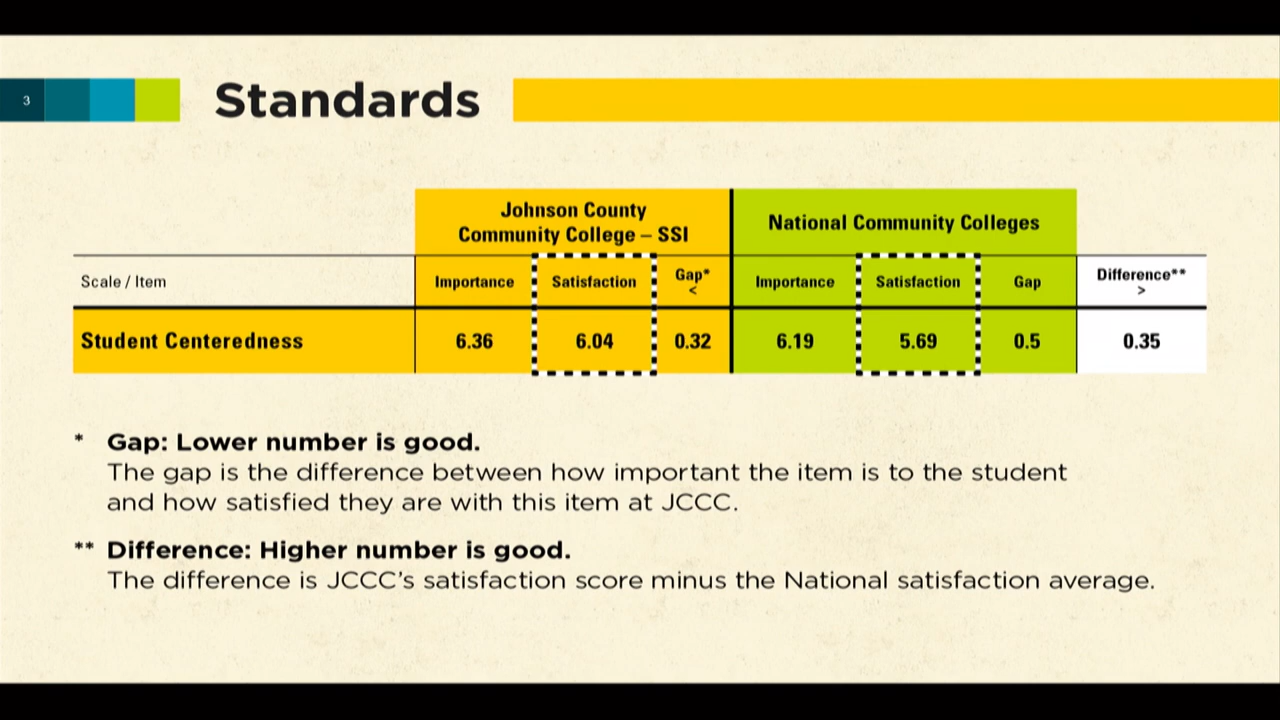 3
Standards
Johnson County
Community College – SSI
National Community Colleges
Scale / Item
Importance
Satisfaction
Gap*
<
Importance
Satisfaction
Gap
Difference**
>
Student Centeredness
6.36
6.04
0.32
6.19
5.69
0.5
0.35
* Gap: Lower number is good.
The gap is the difference between how important the item is to the student
and how satisfied they are with this item at JCCC.
** Difference: Higher number is good.
The difference is JCCC’s satisfaction score minus the National satisfaction average.